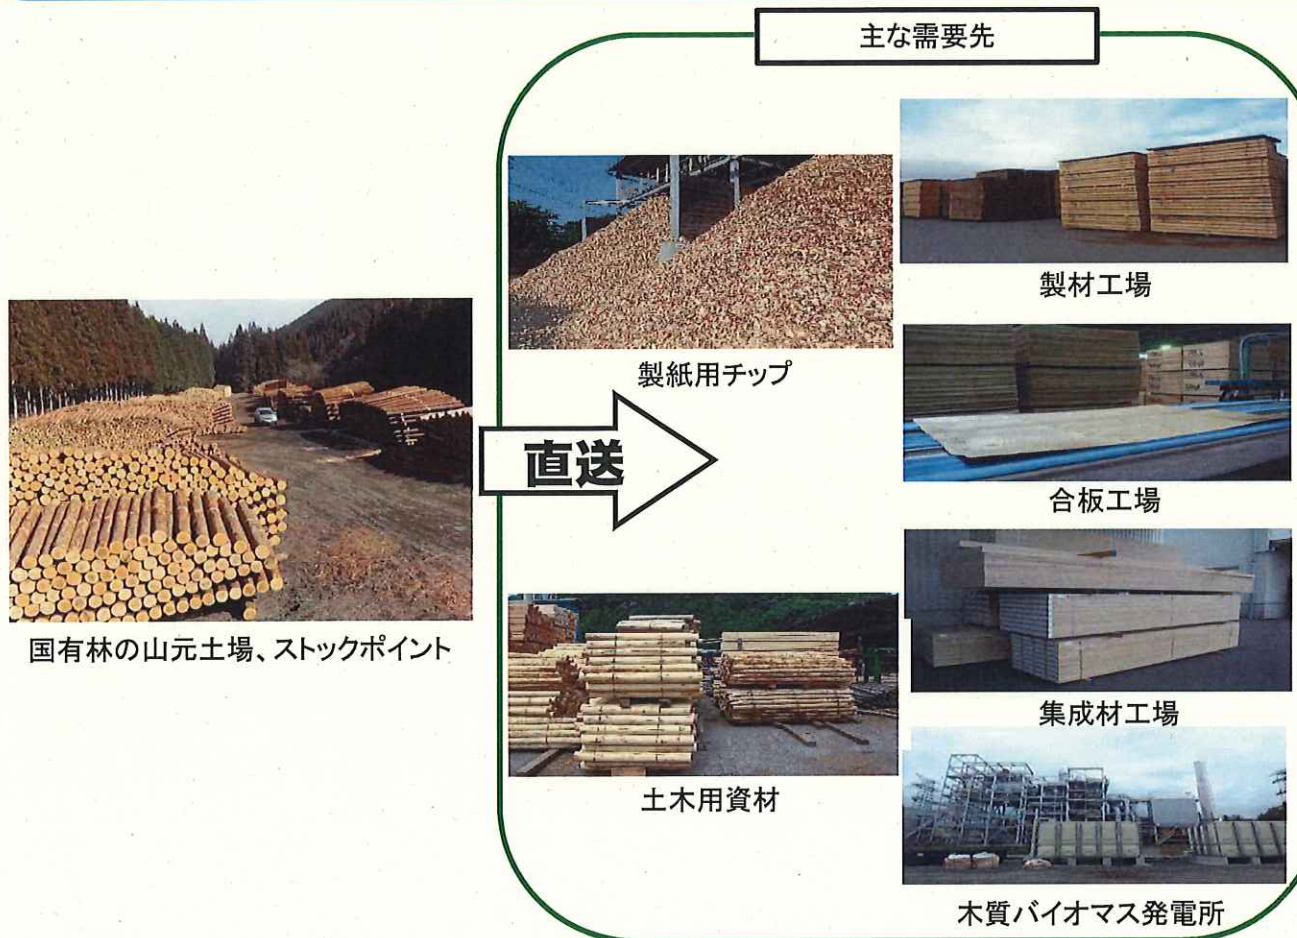 主な需要先
製材工場
製紙用チップ
直送
合板工場
国有林の山元土場、ストックポイント
集成材工場
土木用資材
木質バイオマス発電所